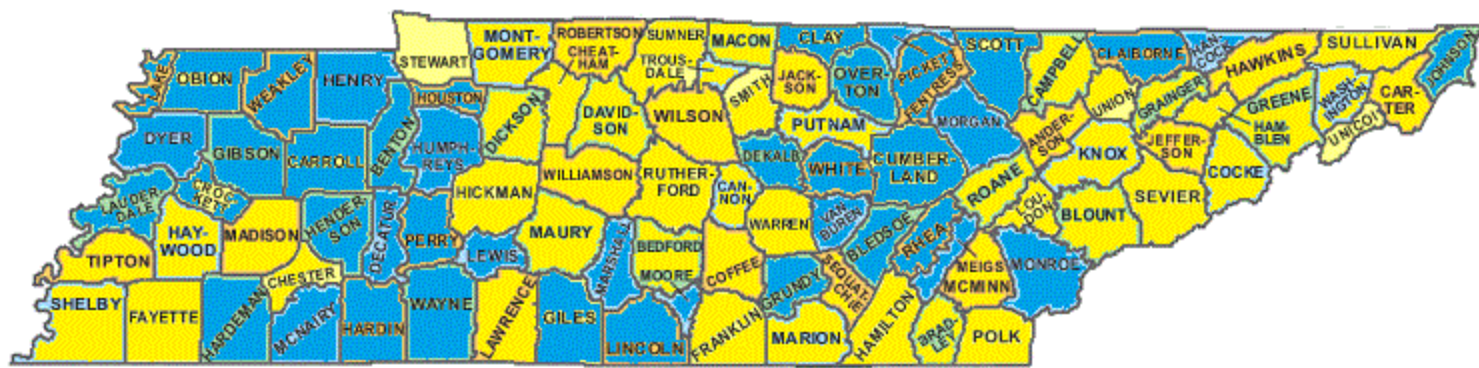 STEWART
MONT-
GOMERY
ROBERTSON
CHEAT-
HAM
SUMNER
TROUS-
DALE
MACON
CLAY
PICKET
FENTRESS
SCOTT
CAMPBELL
CLAIBORNE
HAN-
COCK
HAWKINS
SULLIVAN
JOHNSON
LAKE
OBION
WEAKLEY
HENRY
HOUSTON
DICKSON
DAVID-
SON
WILSON
SMITH
JACK-
SON
OVER-
TON
PUTNAM
MORGAN
ANDER-
SON
UNION
GRAINGER
HAM-
BLEN
GREENE
WASH-
INGTON
UNICOI
CAR-
TER
DYER
GIBSON
CARROLL
BENTON
HUMPH-
REYS
HICKMAN
WILLIAMSON
RUTHER-
FORD
CAN-
NON
DEKALB
WHITE
CUMBER-
LAND
ROANE
LOU-
DON
KNOX
JEFFER-
SON
SEVIER
COCKE
LAUDER
DALE
CROC-
KETT
HAY-
WOOD
MADISON
HENDER-
SON
DECATUR
PERRY
LEWIS
MAURY
MARSHALL
BEDFORD
MOORE
COFFEE
WARREN
VAN
BUREN
BLEDSOE
RHEA
MEIGS
MCMINN
MONROE
BLOUNT
TIPTON
SHELBY
FAYETTE
HARDEMAN
CHESTER
MCNAIRY
HARDIN
WAYNE
LAWRENCE
GILES
LINCOLN
FRANKLIN
GRUNDY
MARION
SEQUAT-
CHIE
HAMILTON
BRAD-
LEY
POLK